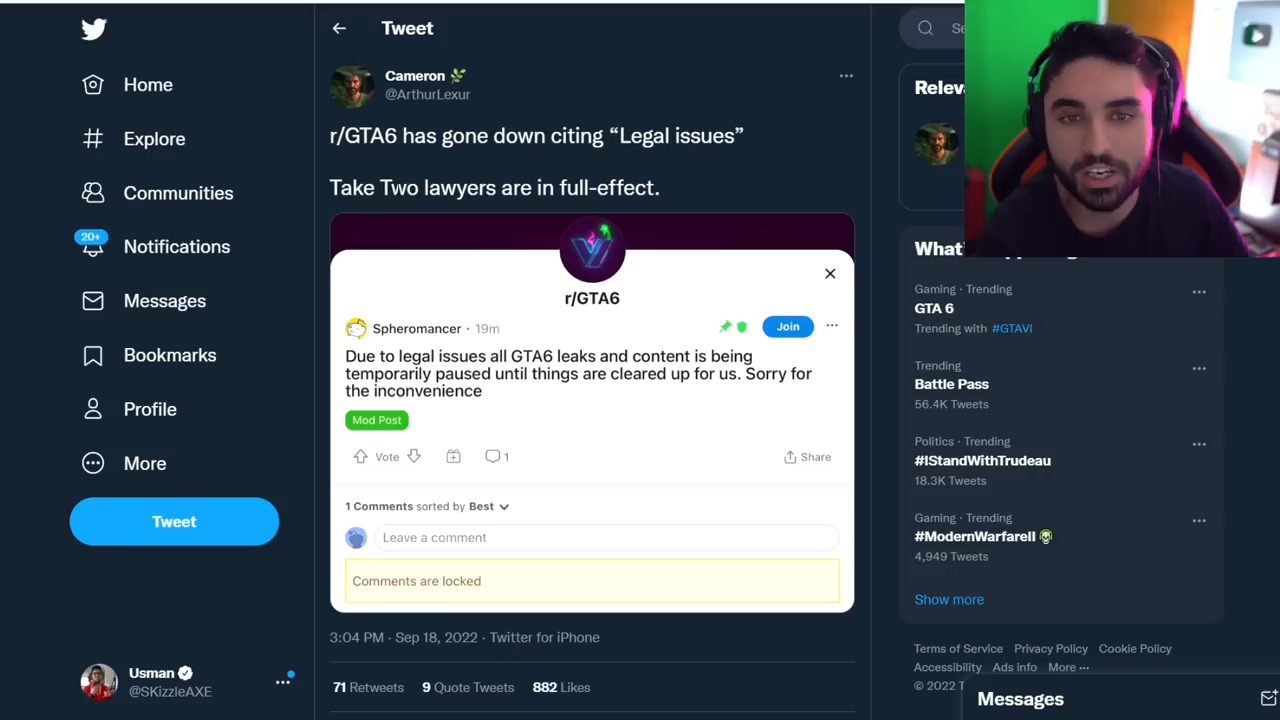 Home
Explore
Communities
20+
Notifications
Messages
Bookmarks
Profile
More
Tweet
Usman
@SKizzleAXE
Tweet
Cameron
@ArthurLexur
r/GTA6 has gone down citing “Legal issues”
Take Two lawyers are in full-effect.
r/GTA6
Spheromancer · 19m
Join
Due to legal issues all GTA6 leaks and content is being
temporarily paused until things are cleared up for us. Sorry for
the inconvenience
Mod Post
Vote
1
Share
1 Comments sorted by Best
Leave a comment
Comments are locked
3:04 PM · Sep 18, 2022 · Twitter for iPhone
71 Retweets 9 Quote Tweets 882 Likes
Gaming · Trending
GTA 6
Trending with #GTAVI
Trending
Battle Pass
56.4K Tweets
Politics · Trending
#IStandWithTrudeau
18.3K Tweets
Gaming · Trending
#ModernWarfareII
4,949 Tweets
Show more
Terms of Service Privacy Policy Cookie Policy
Accessibility Ads info More
© 2022
Messages